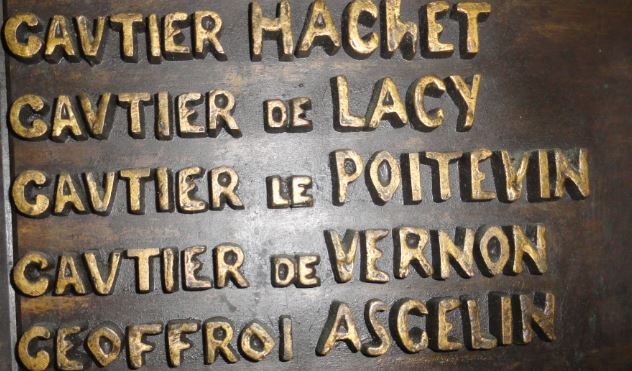 GAVTIER HAChET
GAVTIER DE LACY
GAVTIER LE POITEVIN
GAVTIER DE VERNON
GEOFFROI ASCELIN